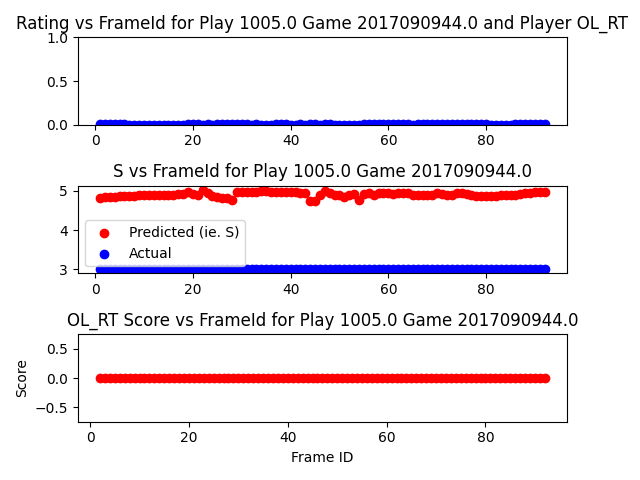 Rating vs FrameId for Play 1005.0 Game 2017090944.0 and Player OL_RT
1.0
0.5
0.0
0 20 40 60 80
S vs FrameId for Play 1005.0 Game 2017090944.0
5
4
3
Predicted (ie. S)
Actual
0 20 40 60 80
OL_RT Score vs FrameId for Play 1005.0 Game 2017090944.0
Score
0.5
0.0
−0.5
0 20 40 60 80
Frame ID